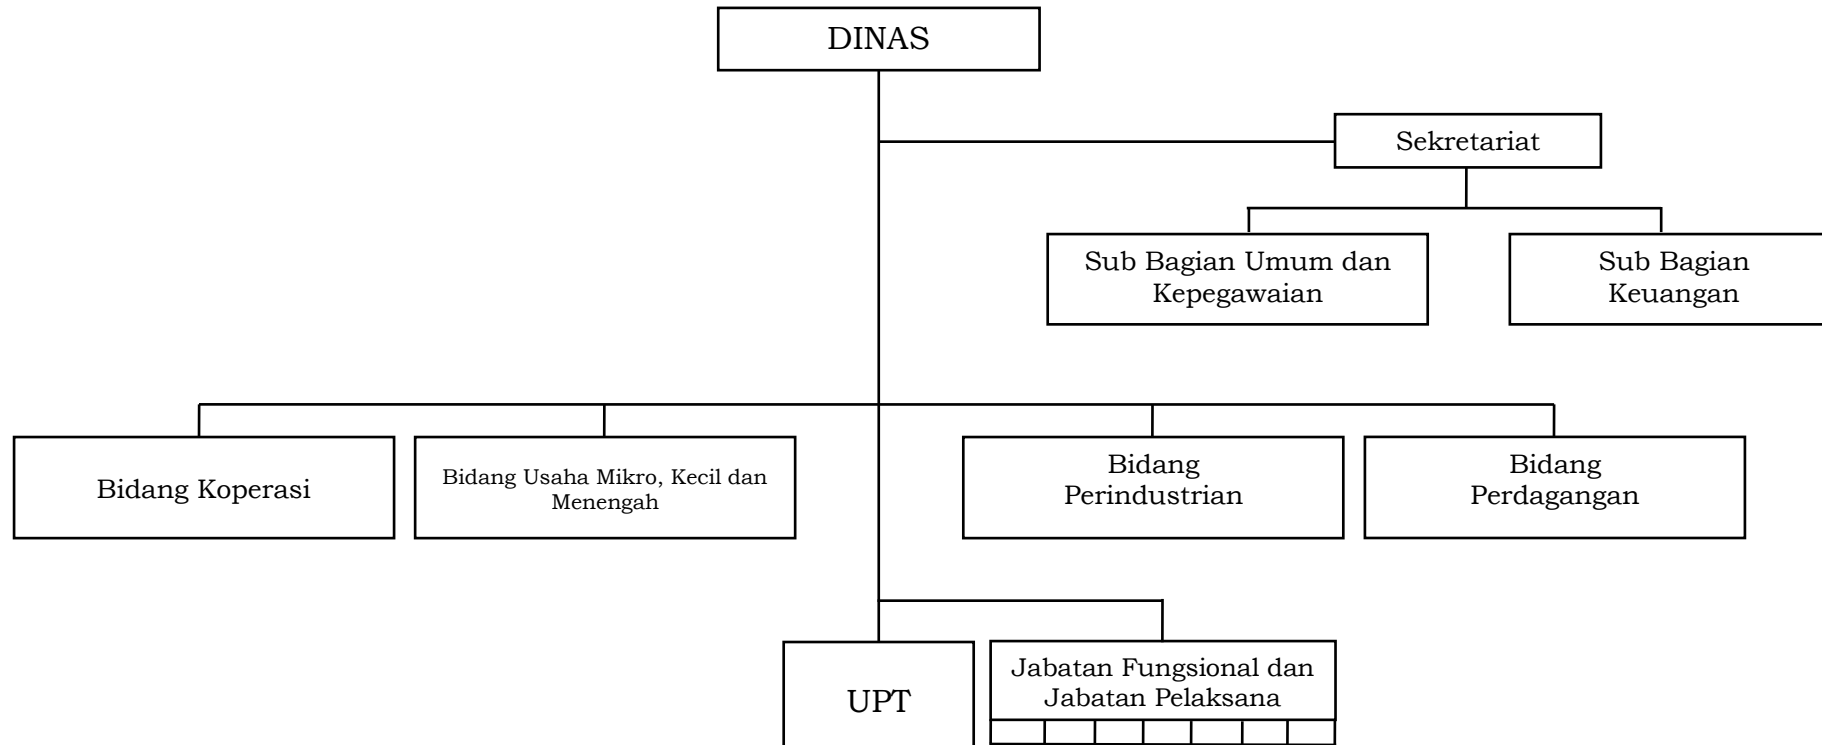 DINAS
Sekretariat
Sub Bagian Umum dan
Kepegawaian
Sub Bagian
Keuangan
Bidang Koperasi
Bidang Usaha Mikro, Kecil dan
Menengah
Bidang
Perindustrian
Bidang
Perdagangan
UPT
Jabatan Fungsional dan
Jabatan Pelaksana